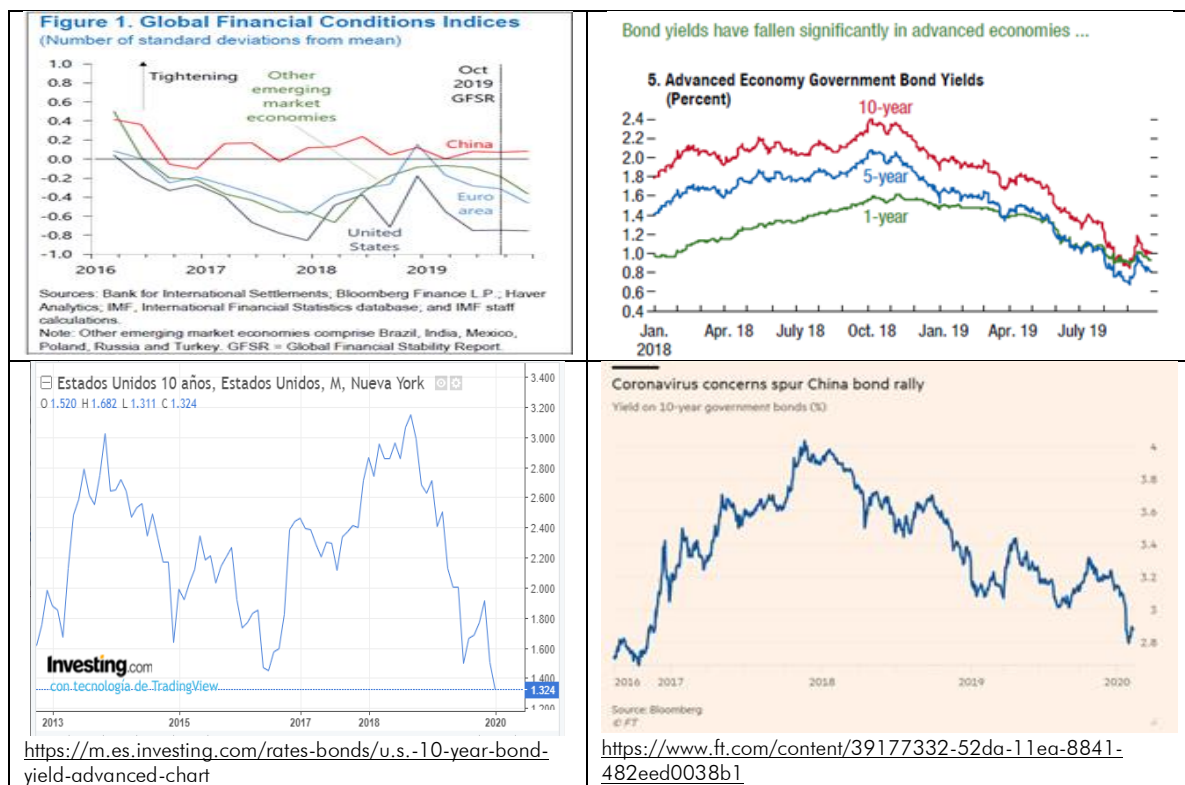 Figure 1. Global Financial Conditions Indices
(Number of standard deviations from mean)
1.0
0.8
0.6
0.4
0.2
0.0
-0.2
-0.4
-0.6
-0.8
-1.0
Tightening
Other
emerging
market
economies
Oct
2019
GFSR
China
Euro
area
United
States
2016
2017
2018
2019
Sources: Bank for International Settlements; Bloomberg Finance L.P.; Haver
Analytics; IMF, International Financial Statistics database; and IMF staff
calculations.
Note: Other emerging market economies comprise Brazil, India, Mexico,
Poland, Russia and Turkey. GFSR = Global Financial Stability Report.
Bond yields have fallen significantly in advanced economies ...
5. Advanced Economy Government Bond Yields
(Percent)
10-year
5-year
1-year
2.4
2.2
2.0
1.8
1.6
1.4
1.2
1.0
0.8
0.6
0.4
Jan.
2018
Apr. 18
July 18
Oct. 18
Jan. 19
Apr. 19
July 19
Estados Unidos 10 años, Estados Unidos, M, Nueva York
O 1.520 H 1.682 L 1.311 C 1.324
3.400
3.200
3.000
2.800
2.600
2.400
2.200
2.000
1.800
1.600
1.400
1.324
1.200
Investing.com
con tecnología de TradingView
2013
2015
2017
2018
2020
https://m.es.investing.com/rates-bonds/u.s.-10-year-bond-
yield-advanced-chart
Coronavirus concerns spur China bond rally
Yield on 10-year government bonds (%)
4
3.8
3.6
3.4
3.2
3
2.8
2016
2017
2018
2019
2020
Source: Bloomberg
© FT
https://www.ft.com/content/39177332-52da-11ea-8841-
482eed0038b1